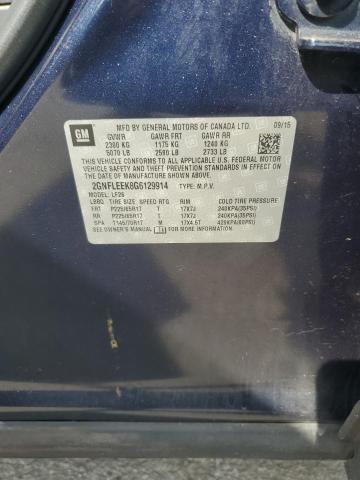 GM
MFD BY GENERAL MOTORS OF CANADA LTD. 09/15
GVWR GAWR FRT GAWR RR
2300 KG 1175 KG 1240 KG
5070 LB 2590 LB 2733 LB
THIS VEHICLE CONFORMS TO ALL APPLICABLE U.S. FEDERAL MOTOR
VEHICLE SAFETY AND THEFT PREVENTION STANDARDS IN EFFECT
ON THE DATE OF MANUFACTURE SHOWN ABOVE.
2GNFLEEK8G6129914 TYPE: M.P.V.
MODEL: LF26
TIRE SIZE SPEED RTG RIM COLD TIRE PRESSURE
FRT P225/65R17 T 17X7J 240KPA(35PSI)
RR P225/65R17 T 17X7J 240KPA(35PSI)
SPA T145/70R17 M 17X4.5T 420KPA(60PSI)
SEE OWNER'S MANUAL FOR MORE INFORMATION